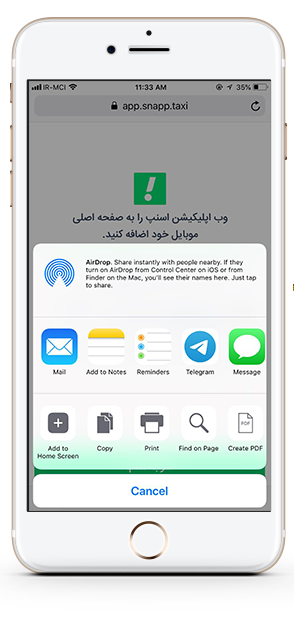 IR-MCI
11:33 AM
35%
app.snapp.taxi
وب اپلیکیشن اسنپ را به صفحه اصلی
موبایل خود اضافه کنید.
AirDrop. Share instantly with people nearby. If they
turn on AirDrop from Control Center on iOS or from
Finder on the Mac, you'll see their names here. Just tap
to share.
Mail
Add to Notes
Reminders
Telegram
Message
Add to
Home Screen
Copy
Print
Find on Page
Create PDF
PDF
Cancel